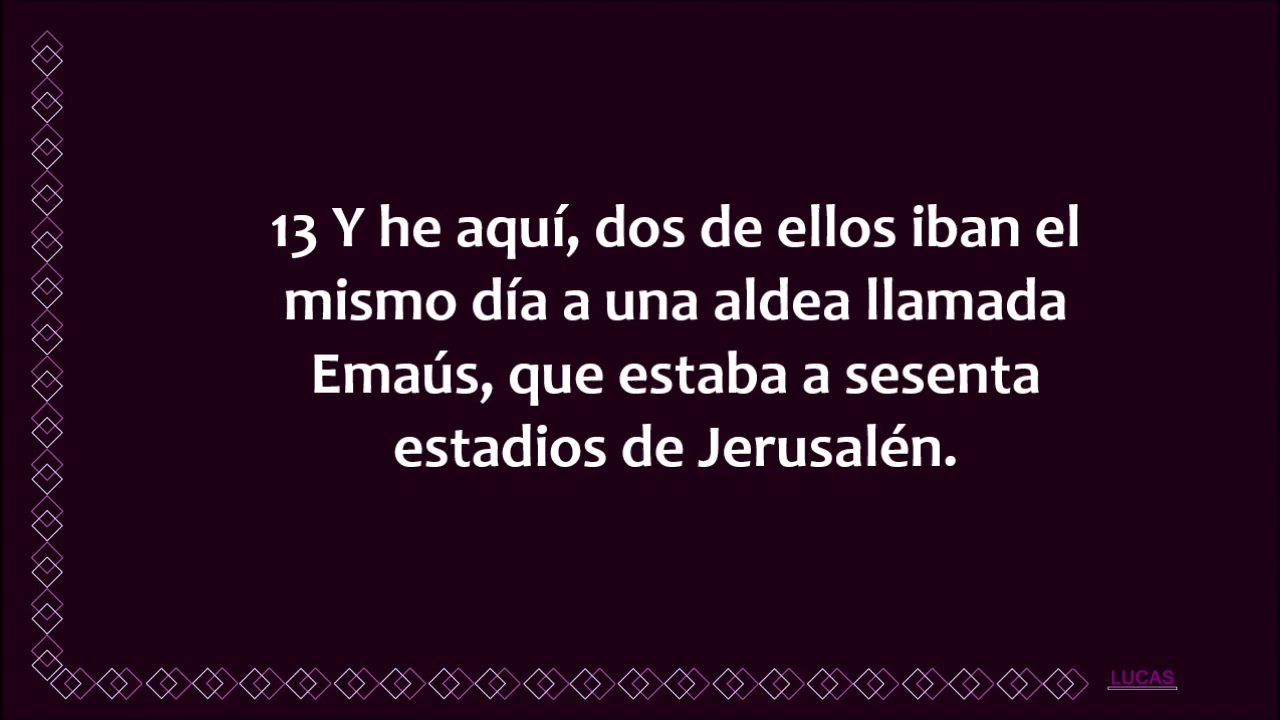 13 Y he aquí, dos de ellos iban el
mismo día a una aldea llamada
Emaús, que estaba a sesenta
estadios de Jerusalén.
LUCAS